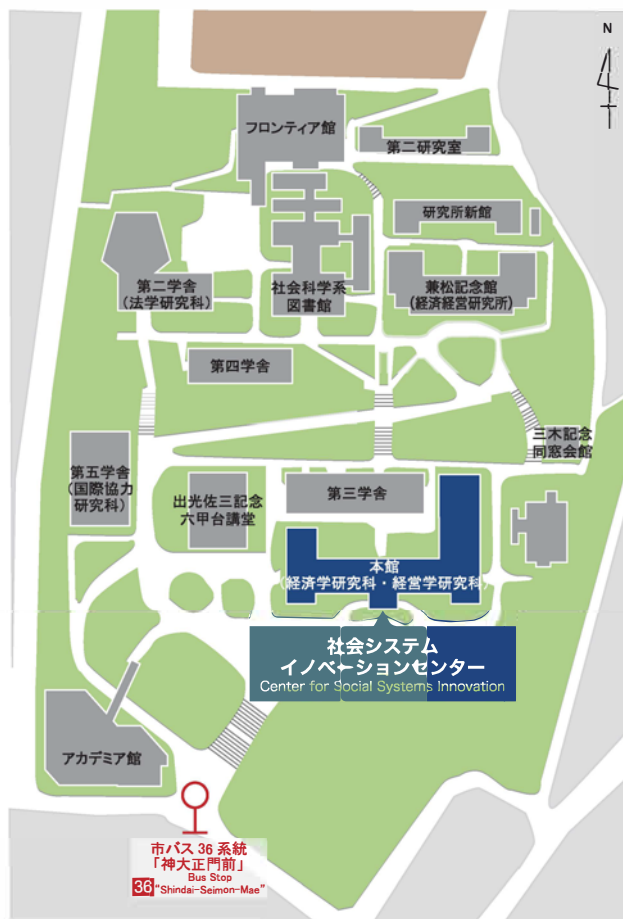 N
フロンティア館
第二研究室
研究所新館
第二学舎
(法学研究科)
社会科学系
図書館
兼松記念館
(経済経営研究所)
第四学舎
三木記念
同窓会館
第五学舎
(国際協力
研究科)
出光佐三記念
六甲台講堂
第三学舎
本館
(経済学研究科・経営学研究科)
社会システム
イノベーションセンター
Center for Social Systems Innovation
アカデミア館
市バス 36 系統
「神大正門前」
Bus Stop
36 "Shindai-Seimon-Mae"